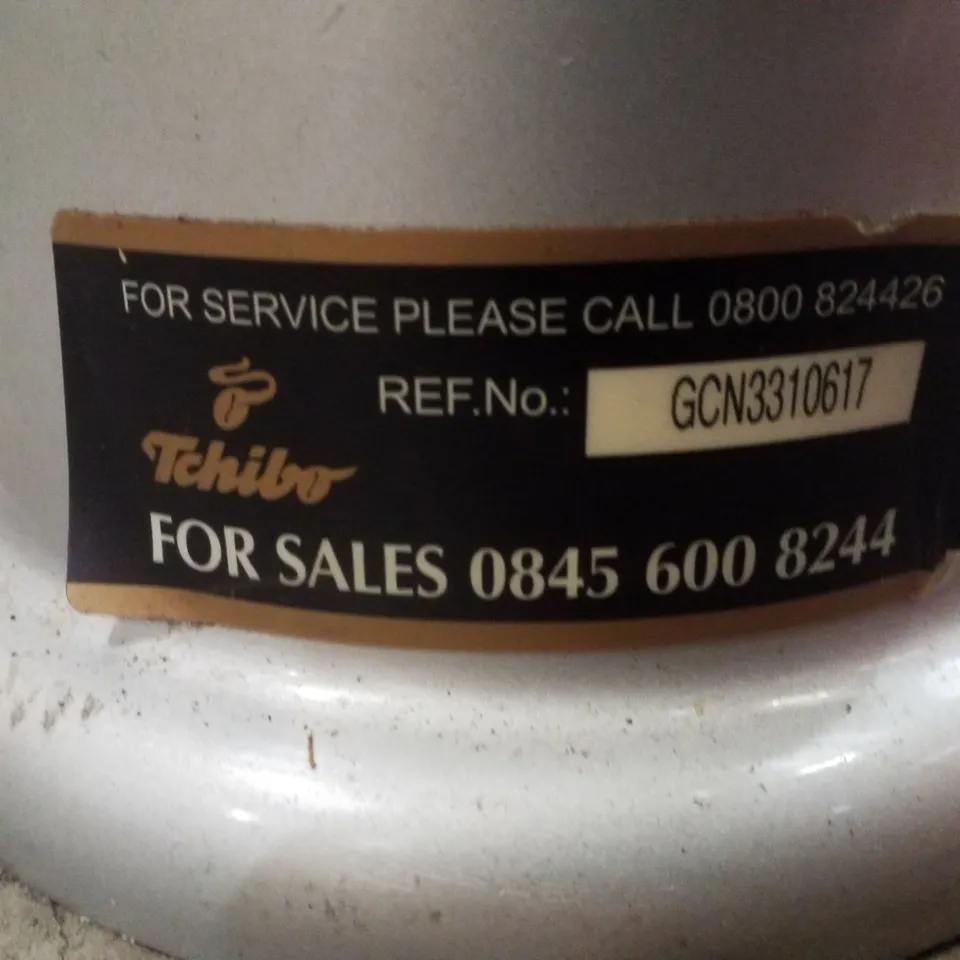 FOR SERVICE PLEASE CALL 0800 824426
REF.No.: GCN3310617
Tchibo
FOR SALES 0845 600 8244